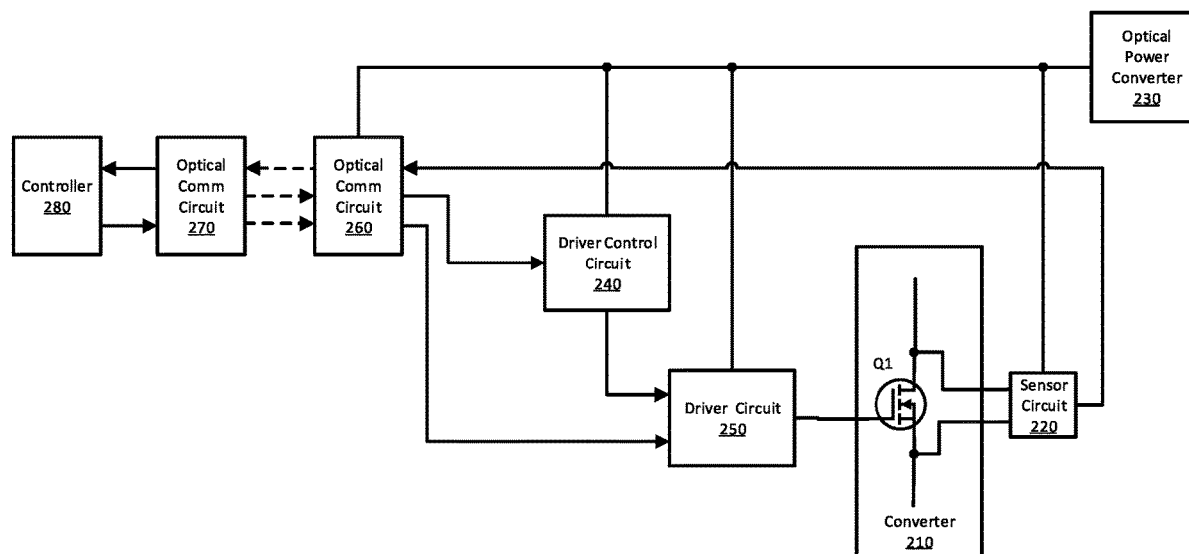 Optical
Power
Converter
230
Controller
280
Optical
Comm
Circuit
270
Optical
Comm
Circuit
260
Driver Control
Circuit
240
Driver Circuit
250
Q1
Sensor
Circuit
220
Converter
210